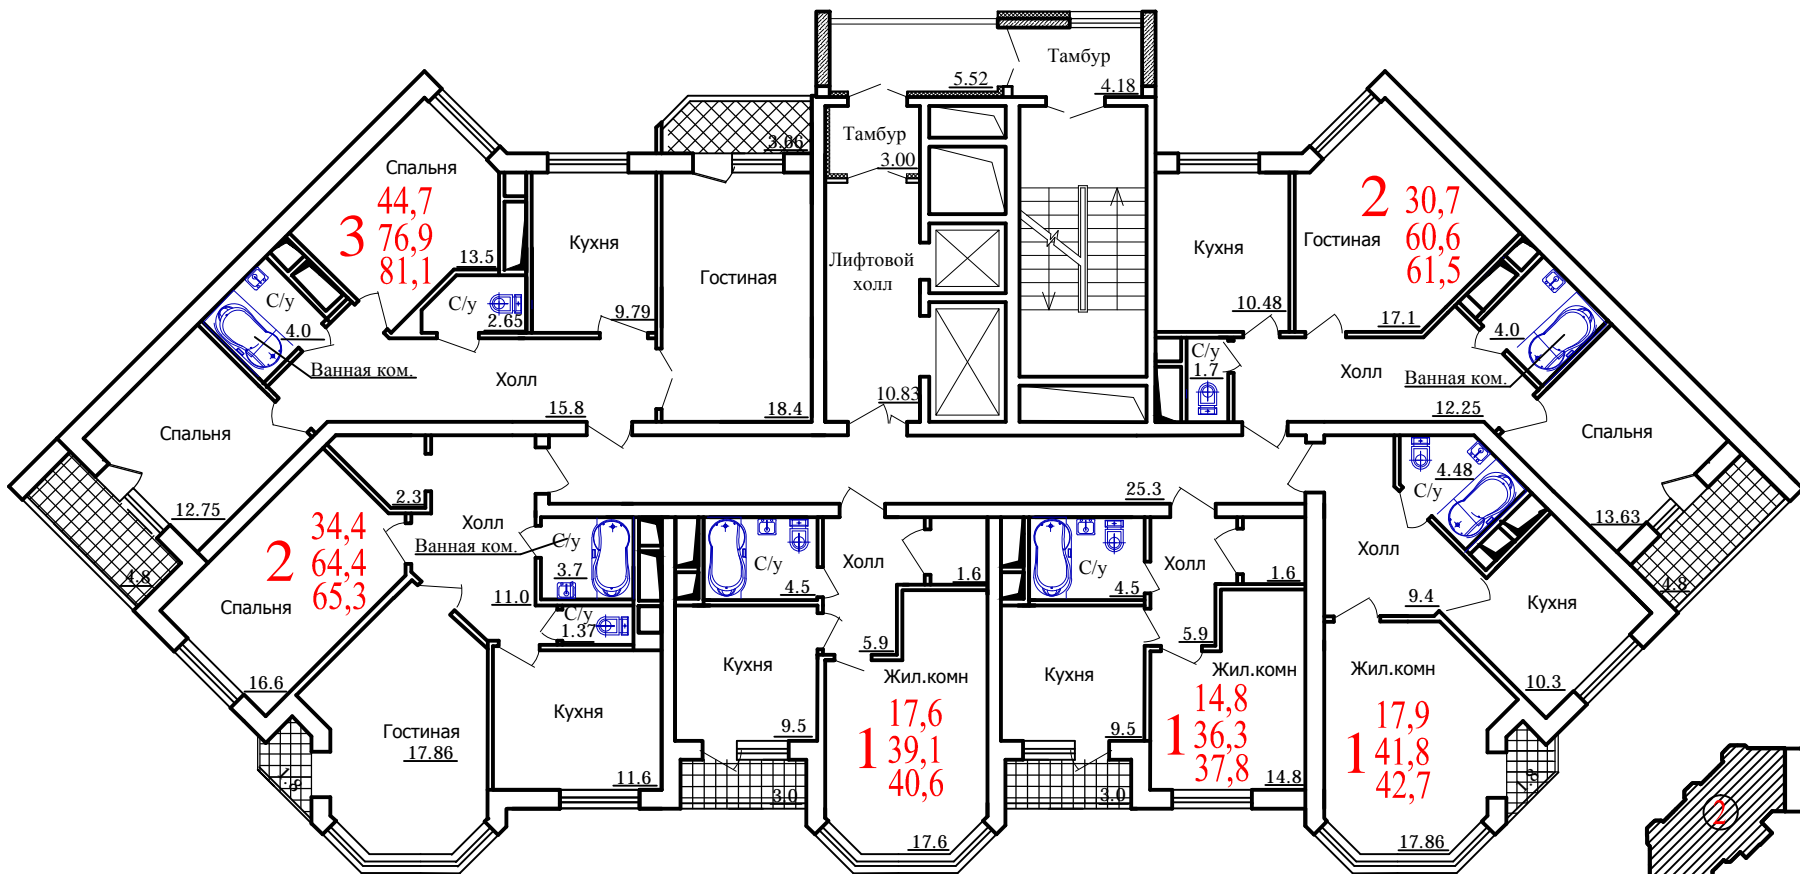 Тамбур
5.52
4.18
Тамбур
3.00
3.66
Спальня
3
44,7
76,9
81,1
13.5
С/у
2.65
Кухня
9.79
Гостиная
18.4
Лифтовой
холл
10.83
С/у
4.0
Ванная ком.
Холл
15.8
Спальня
12.75
4.8
Кухня
10.48
С/у
1.7
2
30,7
60,6
61,5
Гостиная
17.1
4.0
Ванная ком.
Холл
12.25
Спальня
13.63
4.8
25.3
2.3
2
34,4
64,4
65,3
Спальня
16.6
Холл
Ванная ком.
С/у
3.7
11.0
С/у
1.37
Гостиная
17.86
1.8
Кухня
11.6
С/у
4.5
Холл
1.6
5.9
Кухня
9.5
3.0
Жил.комн
1
17,6
39,1
40,6
17.6
С/у
4.5
Холл
1.6
5.9
Кухня
9.5
3.0
Жил.комн
1
14,8
36,3
37,8
14.8
4.48
С/у
Холл
9.4
Кухня
10.3
Жил.комн
1
17,9
41,8
42,7
17.86
1.8
2